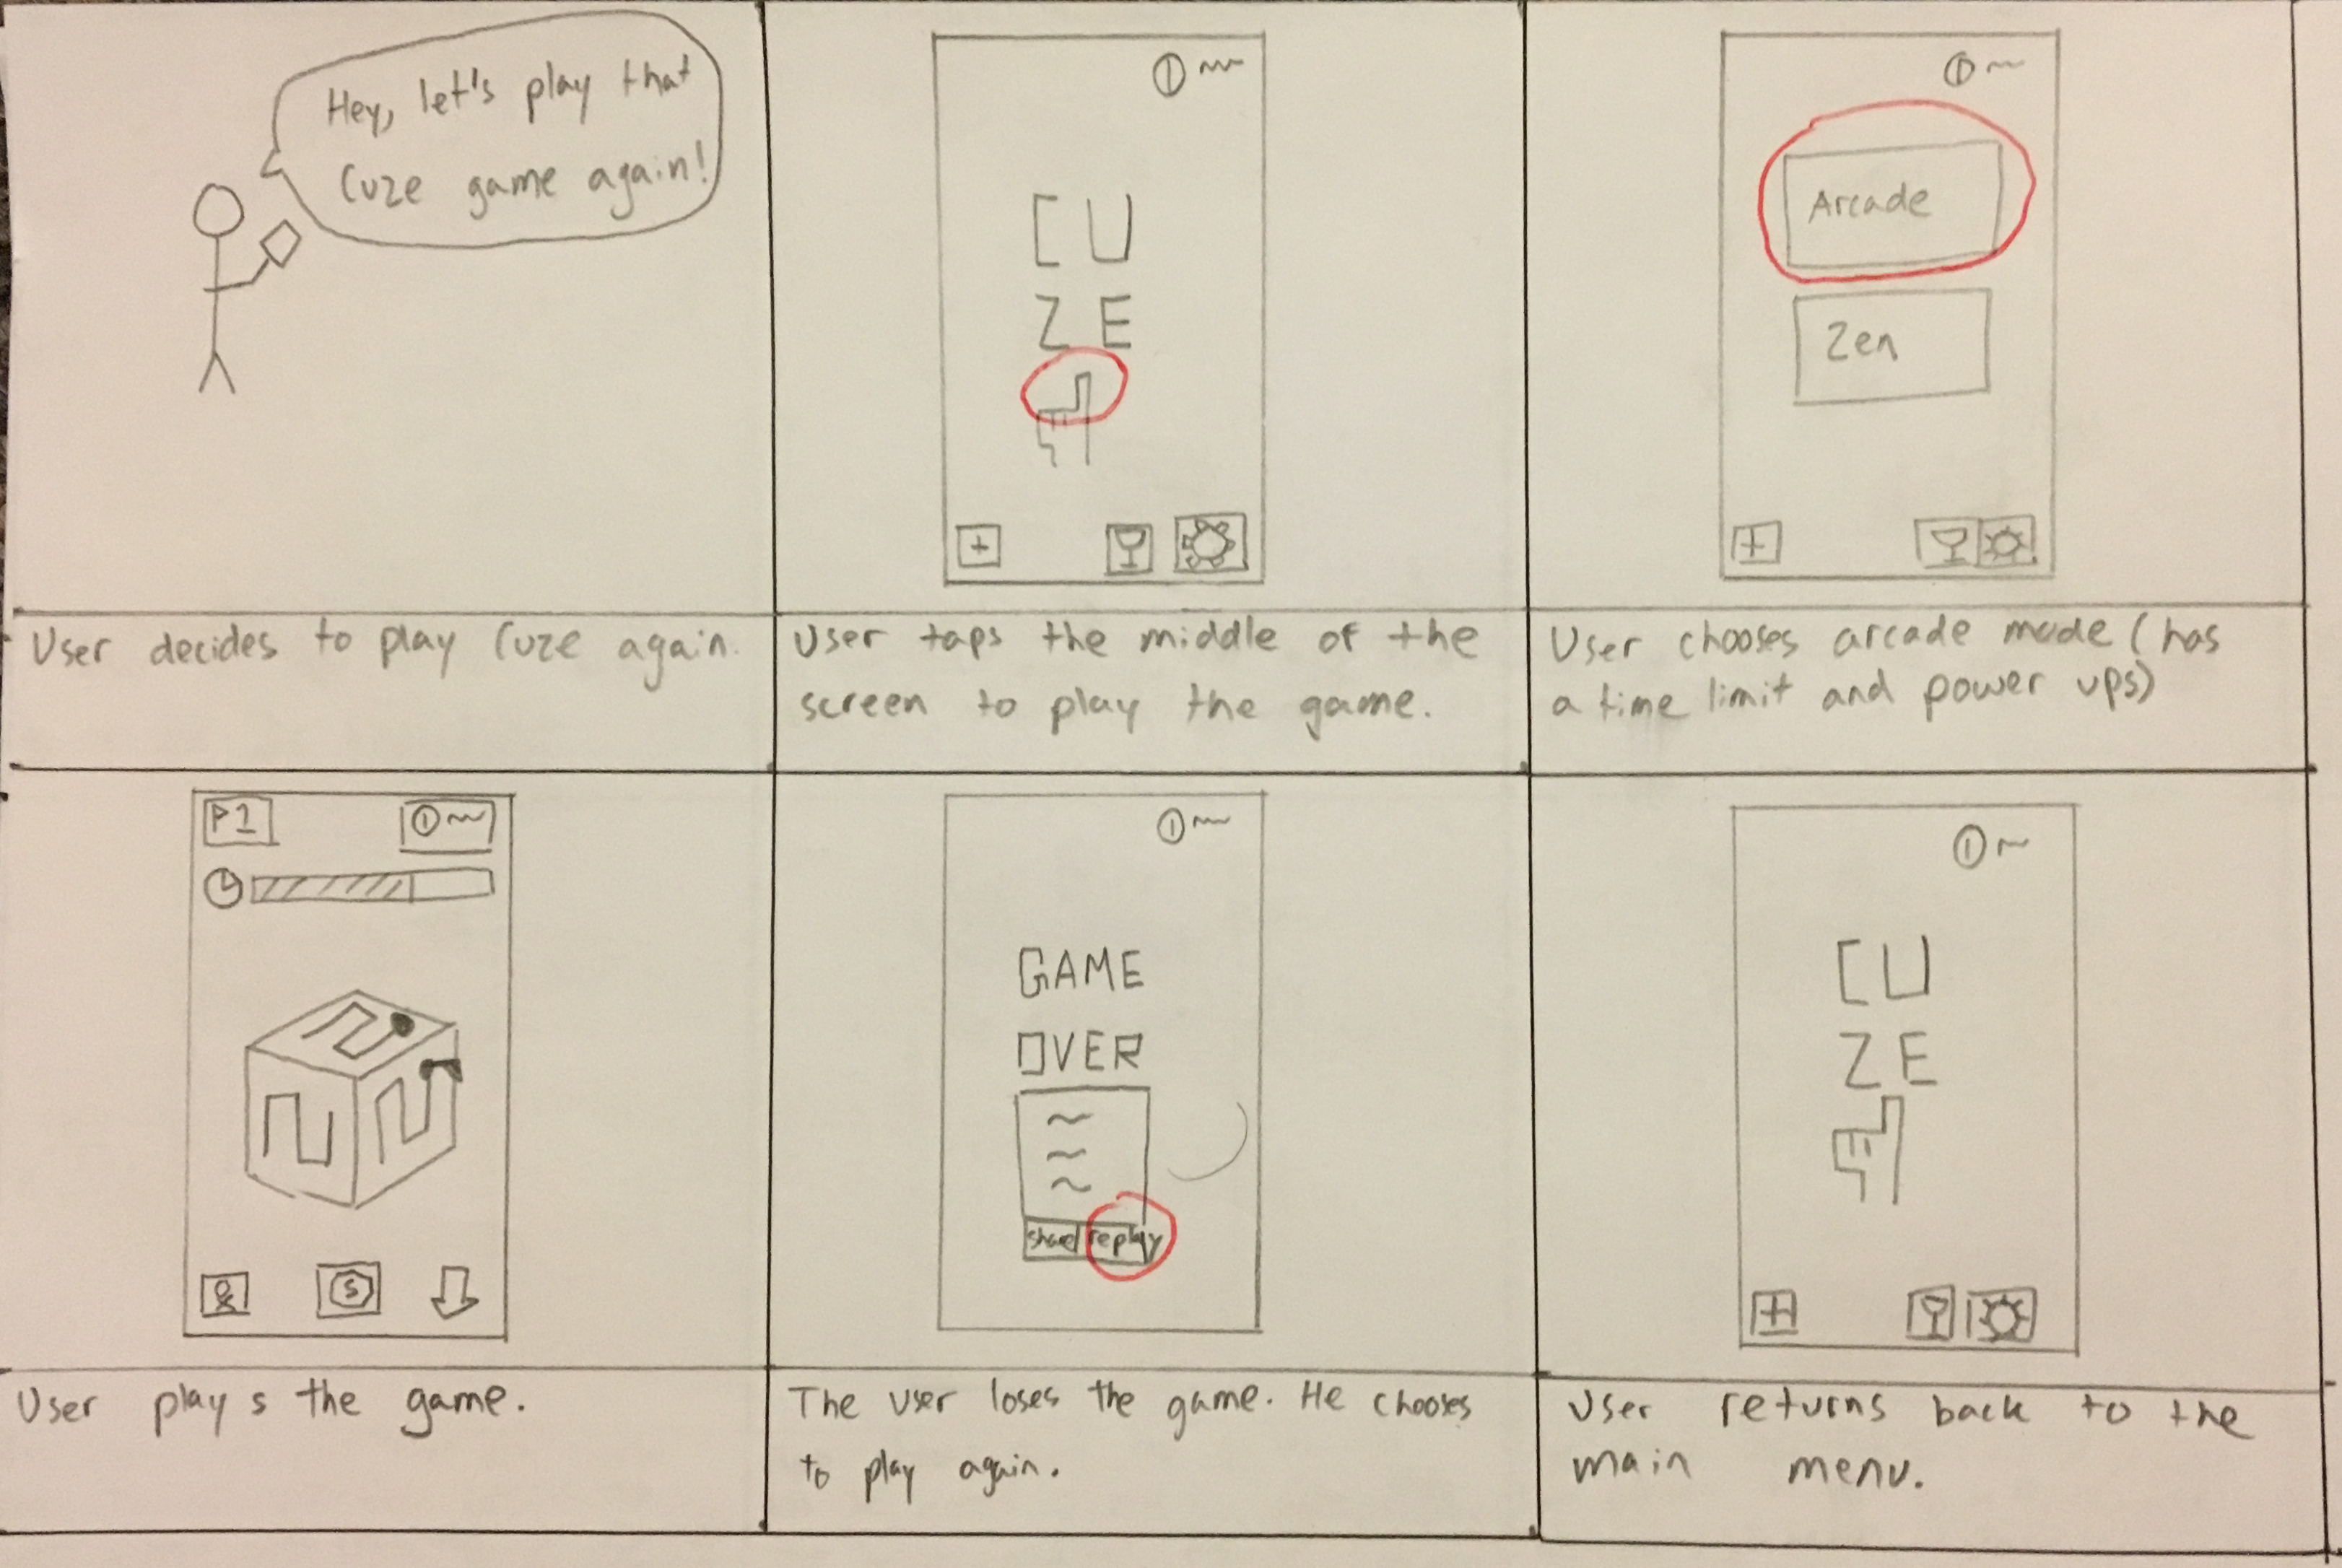 Hey, let's play that
Cuze game again!
User decides to play Cuze again.
CU
ZE
User taps the middle of the
screen to play the game.
Arcade
Zen
User chooses arcade mode (has
a time limit and power ups)
P1
S
User plays the game.
GAME
OVER
share replay
The user loses the game. He chooses
to play again.
CU
ZE
User returns back to the
main menu.